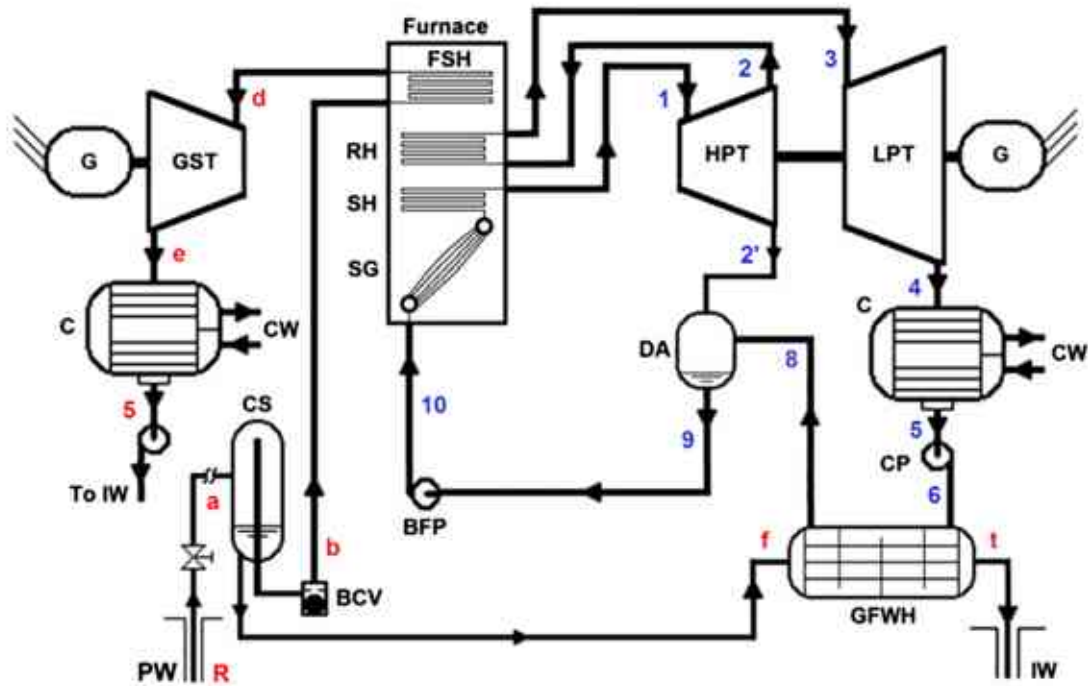 Furnace
FSH
d
1
2
3
G
GST
RH
HPT
LPT
G
SH
e
SG
2'
4
C
CW
DA
C
CW
8
5
CS
10
9
5
CP
6
To IW
a
BFP
b
f
t
BCV
GFWH
PW
R
IW